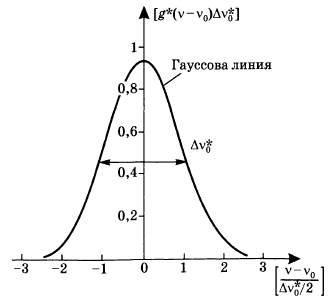 [g*(ν−ν₀)Δν₀*]
1
Гауссова линия
0,8
0,6
Δν₀*
0,4
0,2
−3 −2 −1 0 1 2 3
[(ν−ν₀)/(Δν₀*/2)]